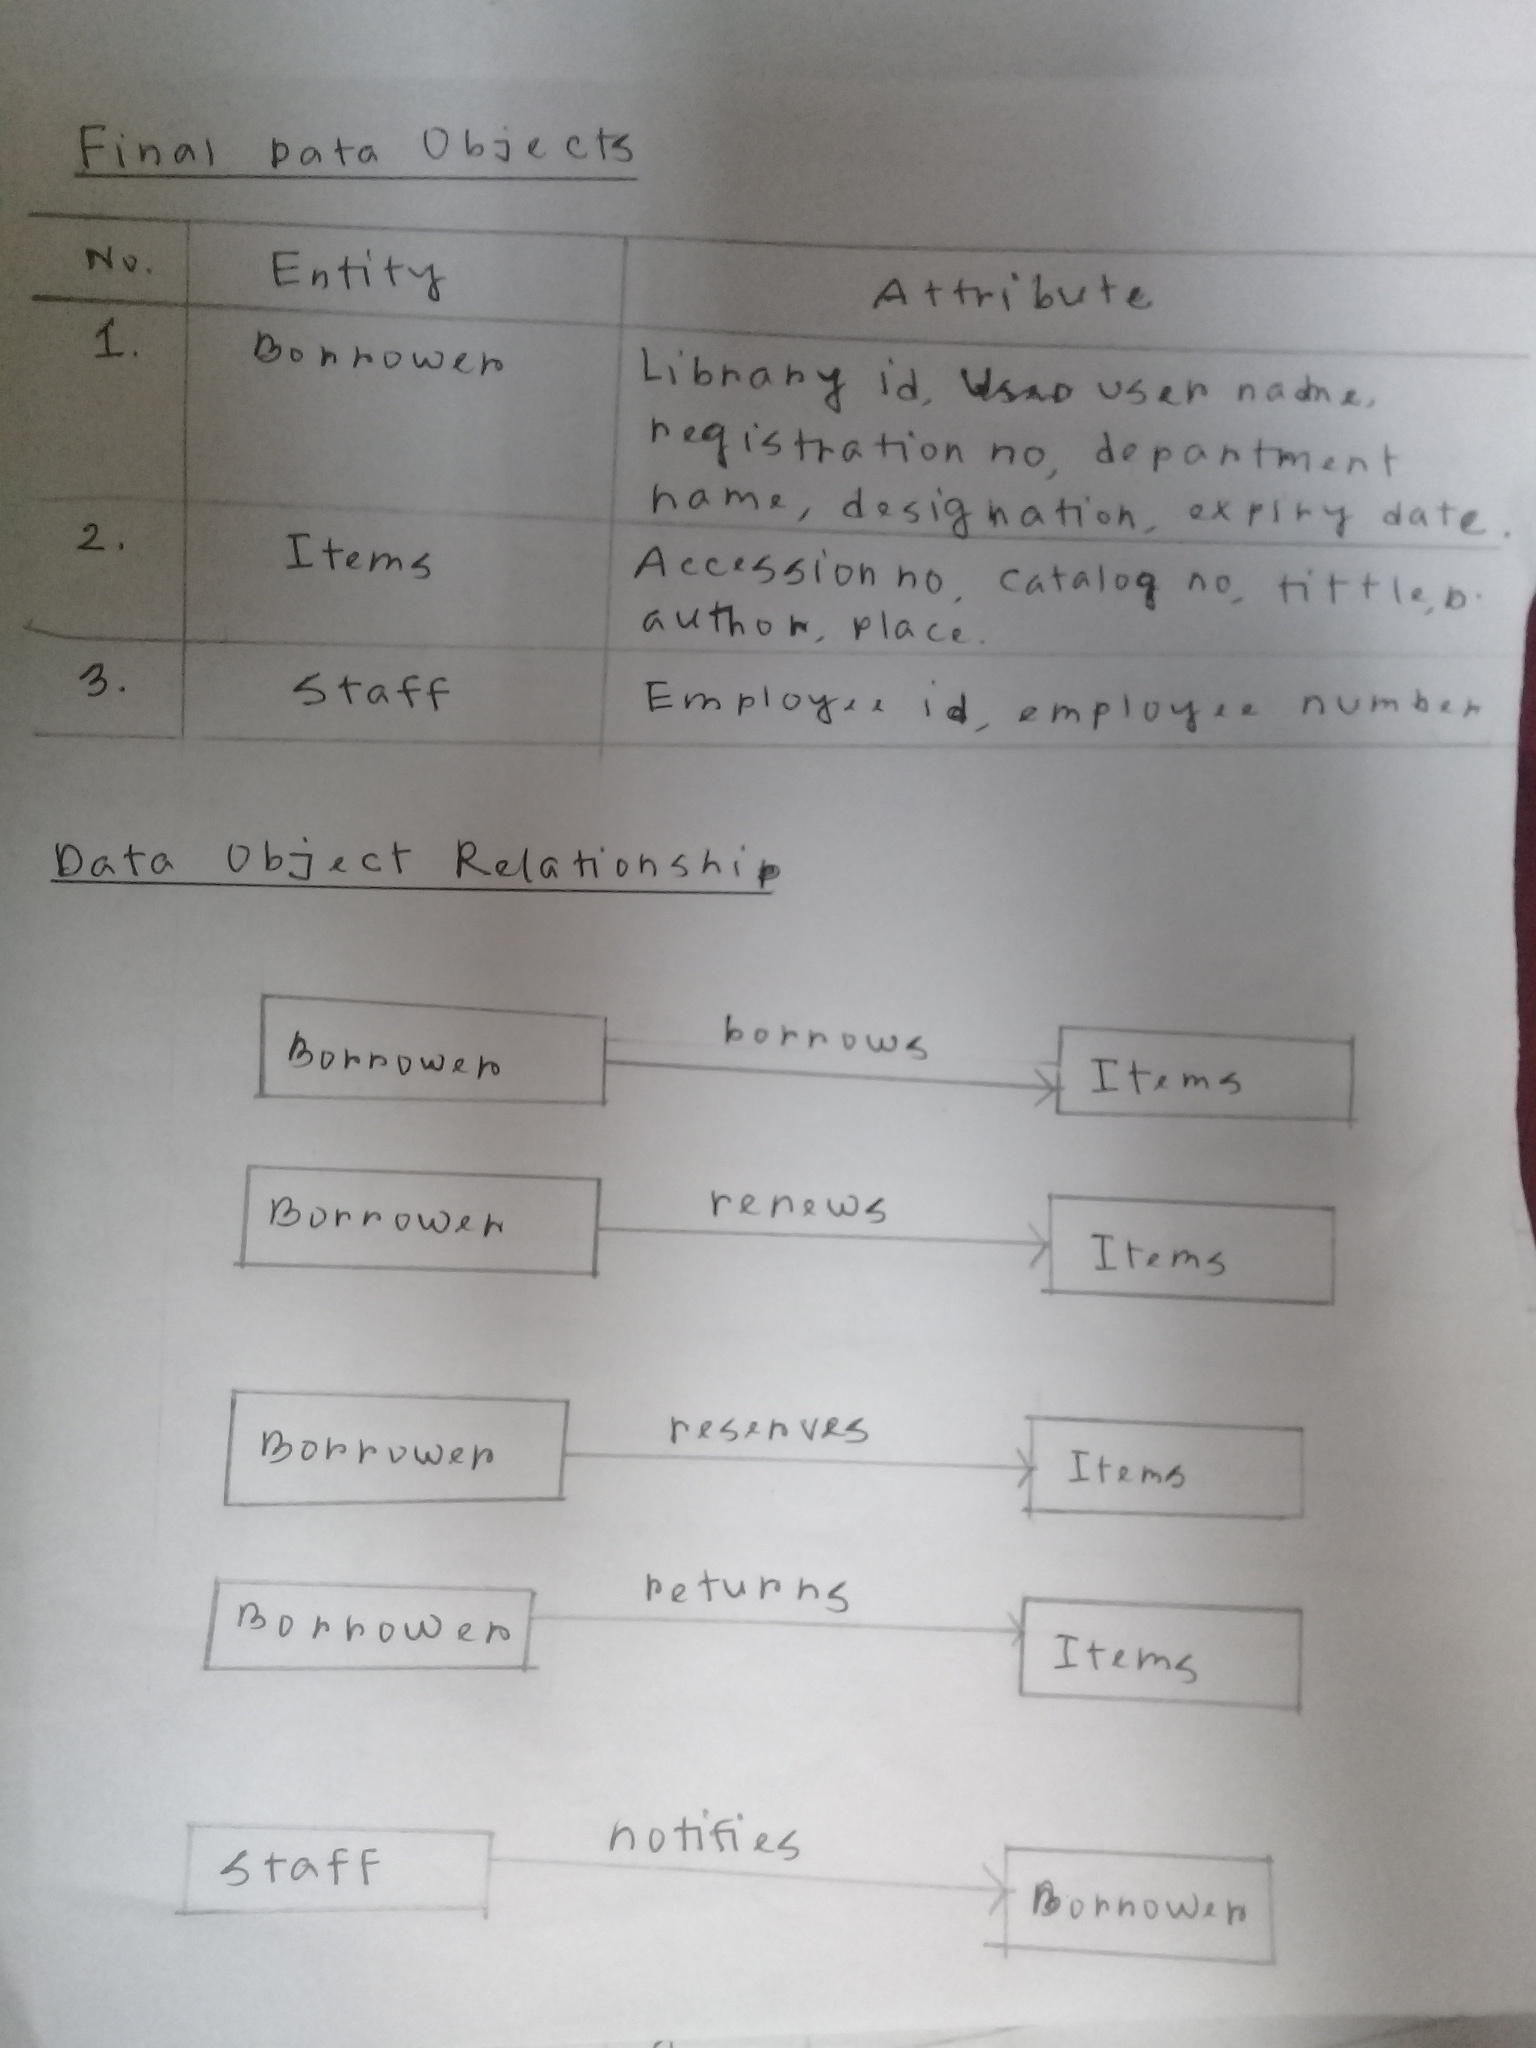 Final Data Objects
No. Entity Attribute
1. Borrower Library id, user name,
registration no, department
name, designation, expiry date.
2. Items Accession no, catalog no, tittle,
author, place.
3. Staff Employee id, employee number
Data Object Relationship
Borrower borrows Items
Borrower renews Items
Borrower reserves Items
Borrower returns Items
Staff notifies Borrower